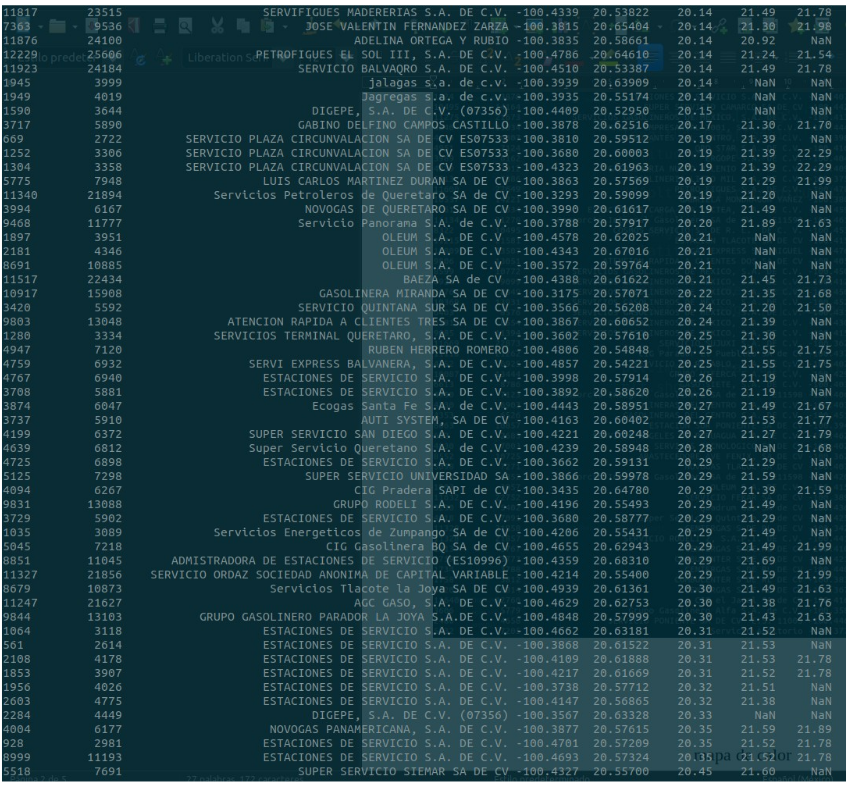 11817 23515 SERVIFIGUES MADERERIAS S.A. DE C.V. -100.4339 20.53822 20.14 21.49 21.78
7363 9536 JOSE VALENTIN FERNANDEZ ZARZA -100.3815 20.65404 20.14 21.30 21.98
11876 24100 ADELINA ORTEGA Y RUBIO -100.3835 20.58661 20.14 20.92 NaN
12229 25606 PETROFIGUES EL SOL III, S.A. DE C.V. -100.4786 20.64610 20.14 21.24 21.54
11923 24184 SERVICIO BALVAQRO S.A. DE C.V. -100.4510 20.53387 20.14 21.49 21.78
1945 3999 jalagas s.a. de c.v. -100.3939 20.63909 20.14 NaN NaN
1949 4019 Jagregas s.a. de c.v. -100.3935 20.55174 20.14 NaN NaN
1590 3644 DIGEPE, S.A. DE C.V. (07356) -100.4409 20.52950 20.15 NaN NaN
3717 5890 GABINO DELFINO CAMPOS CASTILLO -100.3878 20.62516 20.17 21.30 21.70
669 2722 SERVICIO PLAZA CIRCUNVALACION SA DE CV ES07533 -100.3810 20.59512 20.19 21.39 NaN
1252 3306 SERVICIO PLAZA CIRCUNVALACION SA DE CV ES07533 -100.3680 20.60003 20.19 21.39 22.29
1304 3358 SERVICIO PLAZA CIRCUNVALACION SA DE CV ES07533 -100.4323 20.61963 20.19 21.39 22.29
5775 7948 LUIS CARLOS MARTINEZ DURAN SA DE CV -100.3863 20.57569 20.19 21.29 21.99
11340 21894 Servicios Petroleros de Queretaro SA de CV -100.3293 20.59099 20.19 21.20 NaN
3994 6167 NOVOGAS DE QUERETARO SA DE CV -100.3990 20.61617 20.19 21.49 NaN
9468 11777 Servicio Panorama S.A. de C.V. -100.3788 20.57917 20.20 21.89 21.63
1897 3951 OLEUM S.A. DE C.V. -100.4578 20.62025 20.21 NaN NaN
2181 4346 OLEUM S.A. DE C.V. -100.4343 20.67016 20.21 NaN NaN
8691 10885 OLEUM S.A. DE C.V. -100.3572 20.59764 20.21 NaN NaN
11517 22434 BAEZA SA de CV -100.4388 20.61622 20.21 21.45 21.73
10917 15908 GASOLINERA MIRANDA SA DE CV -100.3175 20.57071 20.22 21.35 21.68
3420 5592 SERVICIO QUINTANA SUR SA DE CV -100.3566 20.56208 20.24 21.20 21.50
9803 13048 ATENCION RAPIDA A CLIENTES TRES SA DE CV -100.3867 20.60652 20.24 21.39 NaN
1280 3334 SERVICIOS TERMINAL QUERETARO, S.A. DE C.V. -100.3602 20.57610 20.25 21.30 NaN
4947 7120 RUBEN HERRERO ROMERO -100.4806 20.54848 20.25 21.55 21.75
4759 6932 SERVI EXPRESS BALVANERA, S.A. DE C.V. -100.4857 20.54221 20.25 21.55 21.75
4767 6940 ESTACIONES DE SERVICIO S.A. DE C.V. -100.3998 20.57914 20.26 21.19 NaN
3708 5881 ESTACIONES DE SERVICIO S.A. DE C.V. -100.3892 20.58620 20.26 21.19 NaN
3874 6047 Ecogas Santa Fe S.A. de C.V. -100.4443 20.58951 20.27 21.49 21.67
3737 5910 AUTI SYSTEM, SA DE CV -100.4163 20.60402 20.27 21.53 21.77
4199 6372 SUPER SERVICIO SAN DIEGO S.A. DE C.V. -100.4221 20.60248 20.27 21.27 21.79
4639 6812 Super Servicio Queretano S.A. de C.V. -100.4239 20.58948 20.28 NaN 21.68
4725 6898 ESTACIONES DE SERVICIO S.A. DE C.V. -100.3662 20.59131 20.29 21.29 NaN
5125 7298 SUPER SERVICIO UNIVERSIDAD SA -100.3866 20.59978 20.29 21.59 NaN
4094 6267 CIG Pradera SAPI de CV -100.3435 20.64780 20.29 21.39 21.59
9831 13088 GRUPO RODELI S.A. DE C.V. -100.4196 20.55493 20.29 21.49 NaN
3729 5902 ESTACIONES DE SERVICIO S.A. DE C.V. -100.3680 20.58777 20.29 21.29 NaN
1035 3089 Servicios Energeticos de Zumpango SA de CV -100.4206 20.55431 20.29 21.49 NaN
5045 7218 CIG Gasolinera BQ SA de CV -100.4655 20.62943 20.29 21.49 21.99
8851 11045 ADMISTRADORA DE ESTACIONES DE SERVICIO (ES10996) -100.4359 20.68310 20.29 21.69 NaN
11327 21856 SERVICIO ORDAZ SOCIEDAD ANONIMA DE CAPITAL VARIABLE -100.4214 20.55400 20.29 21.59 21.99
8679 10873 Servicios Tlacote la Joya SA DE CV -100.4939 20.61361 20.30 21.49 21.63
11247 21627 AGC GASO, S.A. DE C.V. -100.4629 20.62753 20.30 21.38 21.76
9844 13103 GRUPO GASOLINERO PARADOR LA JOYA S.A.DE C.V. -100.4848 20.57999 20.30 21.43 21.63
1064 3118 ESTACIONES DE SERVICIO S.A. DE C.V. -100.4662 20.63181 20.31 21.52 NaN
561 2614 ESTACIONES DE SERVICIO S.A. DE C.V. -100.3868 20.61522 20.31 21.53 NaN
2108 4178 ESTACIONES DE SERVICIO S.A. DE C.V. -100.4109 20.61888 20.31 21.53 21.78
1853 3907 ESTACIONES DE SERVICIO S.A. DE C.V. -100.4217 20.61669 20.31 21.52 21.78
1956 4026 ESTACIONES DE SERVICIO S.A. DE C.V. -100.3738 20.57712 20.32 21.51 NaN
2603 4775 ESTACIONES DE SERVICIO S.A. DE C.V. -100.4147 20.56865 20.32 21.38 NaN
2284 4449 DIGEPE, S.A. DE C.V. (07356) -100.3567 20.63328 20.33 NaN NaN
4004 6177 NOVOGAS PANAMERICANA, S.A. DE C.V. -100.3877 20.57615 20.35 21.59 21.89
928 2981 ESTACIONES DE SERVICIO S.A. DE C.V. -100.4701 20.57209 20.35 21.52 21.78
8999 11193 ESTACIONES DE SERVICIO S.A. DE C.V. -100.4693 20.57324 20.35 21.50 21.78
mapa de calor
5518 7691 SUPER SERVICIO SIEMAR SA DE CV -100.4327 20.55700 20.45 21.60 NaN